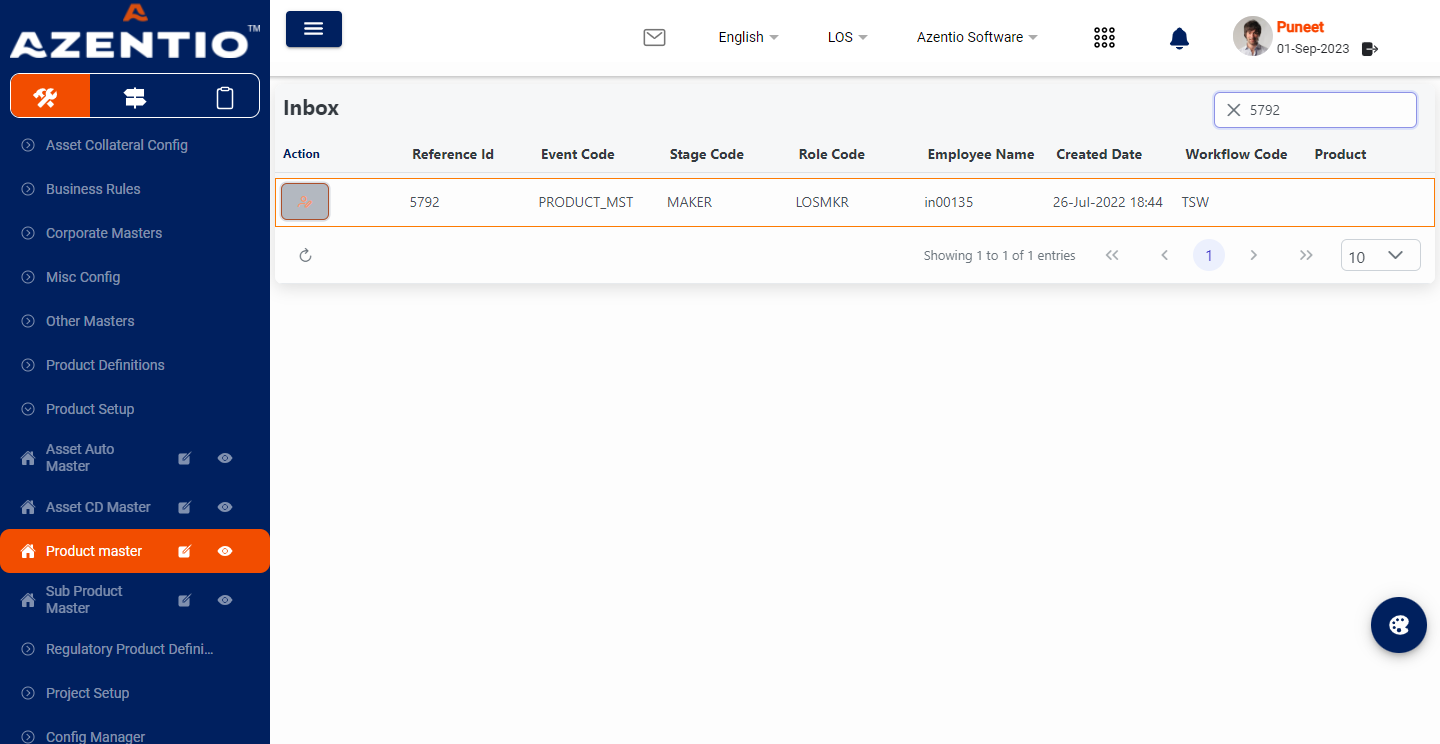 AZENTIO™
English
LOS
Azentio Software
Puneet
01-Sep-2023
Asset Collateral Config
Business Rules
Corporate Masters
Misc Config
Other Masters
Product Definitions
Product Setup
Asset Auto
Master
Asset CD Master
Product master
Sub Product
Master
Regulatory Product Defini...
Project Setup
Config Manager
Inbox
5792
Action Reference Id Event Code Stage Code Role Code Employee Name Created Date Workflow Code Product
5792 PRODUCT_MST MAKER LOSMKR in00135 26-Jul-2022 18:44 TSW
Showing 1 to 1 of 1 entries
1
10